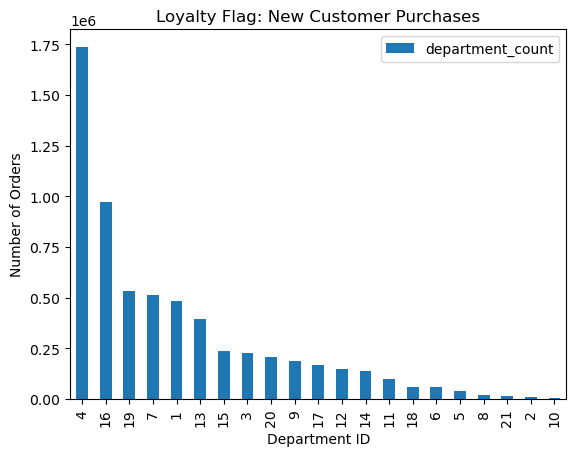 Loyalty Flag: New Customer Purchases
1e6
department_count
1.75
1.50
1.25
1.00
0.75
0.50
0.25
0.00
Number of Orders
4 16 19 7 1 13 15 3 20 9 17 12 14 11 18 6 5 8 21 2 10
Department ID